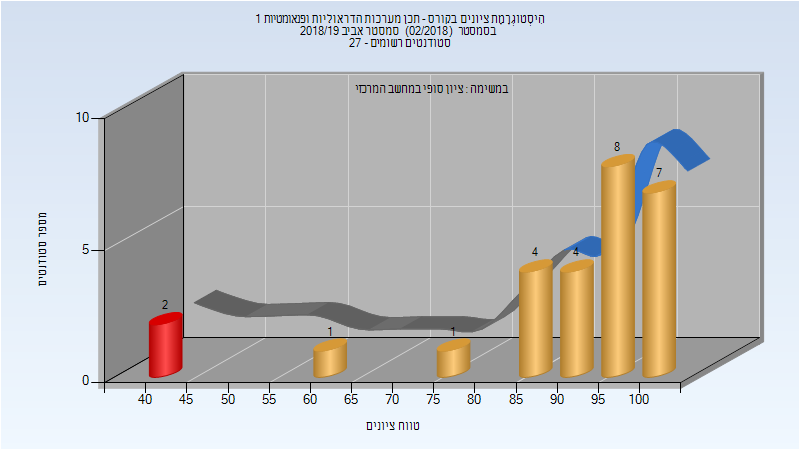 היסטוגרמת ציונים בקורס - תכן מערכות הדראוליות ופנאומטיות 1
בסמסטר (02/2018) סמסטר אביב 2018/19
סטודנטים רשומים - 27
במשימה : ציון סופי במחשב המרכזי
10
5
0
מספר סטודנטים
2
1
1
4
4
8
7
40 45 50 55 60 65 70 75 80 85 90 95 100
טווח ציונים